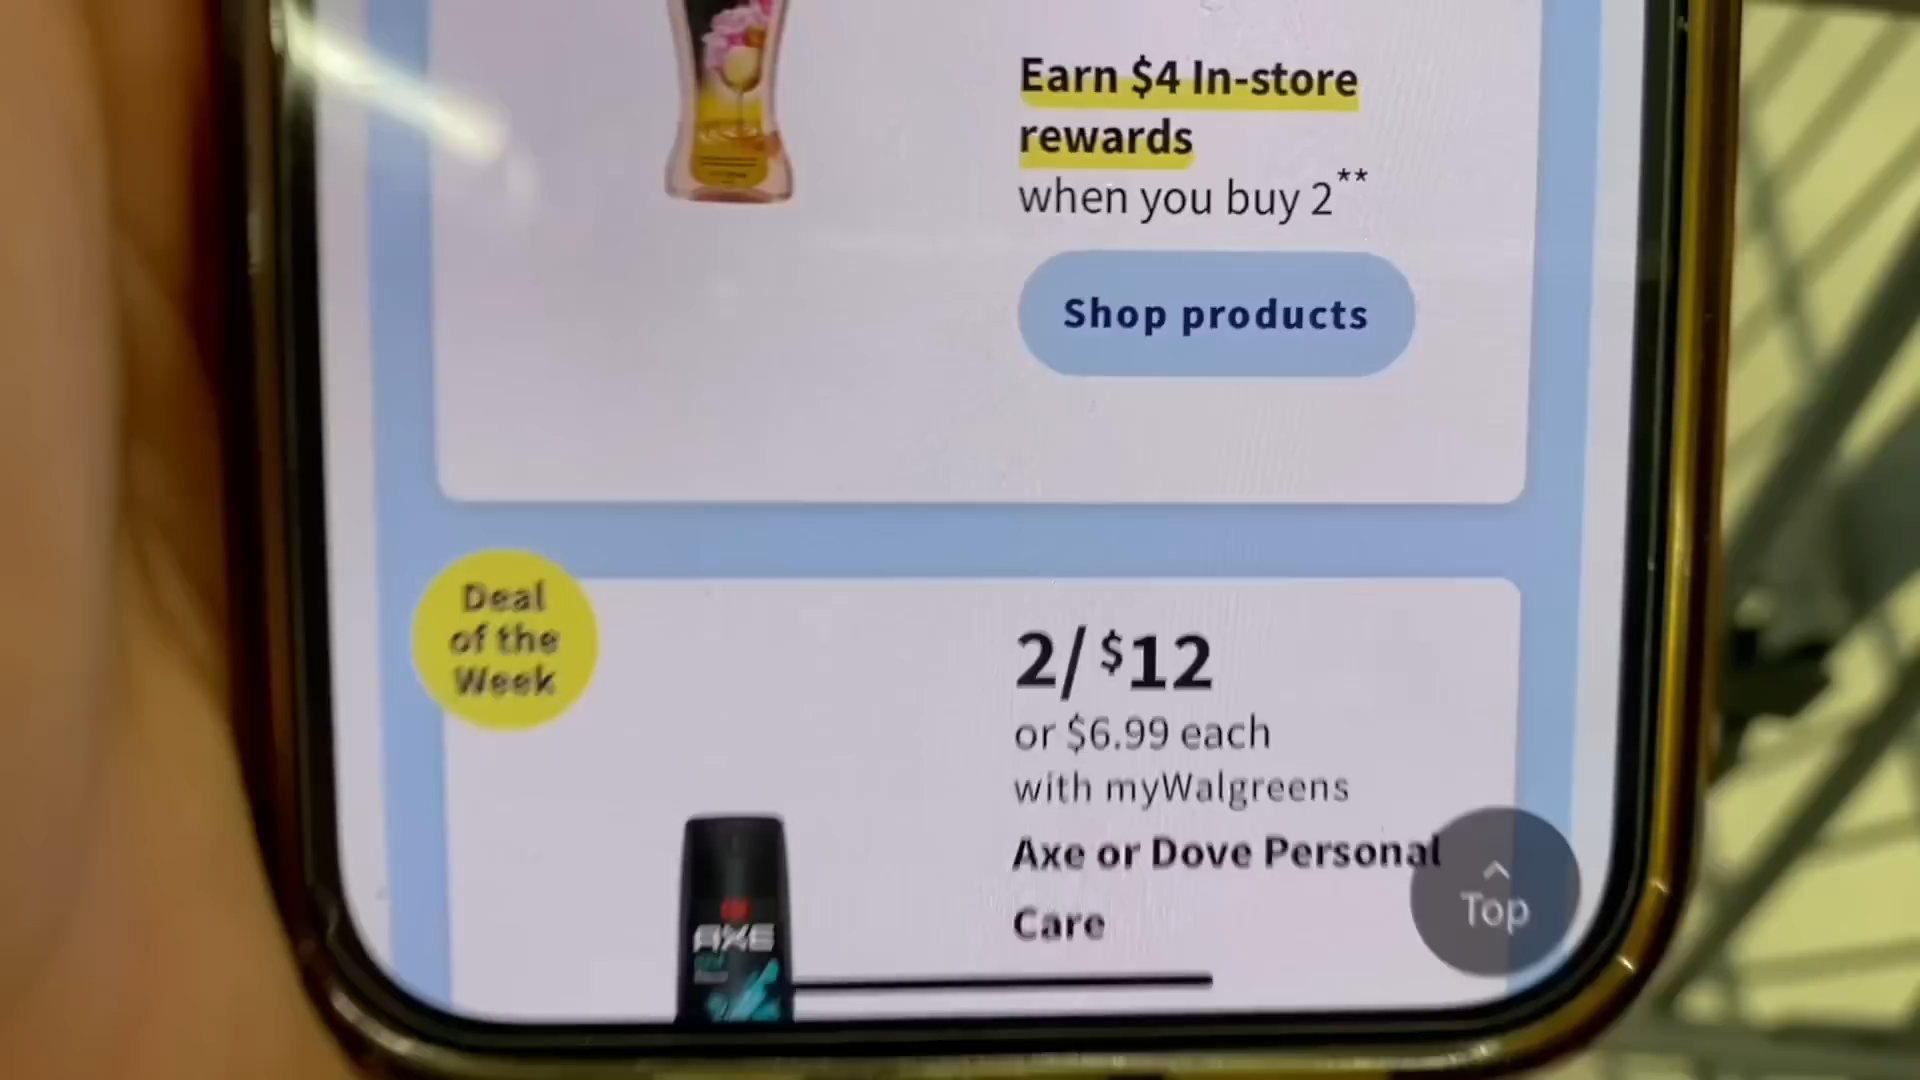 Earn $4 In-store
rewards
when you buy 2**
Shop products
Deal
of the
Week
2/$12
or $6.99 each
with myWalgreens
Axe or Dove Personal
Care
Top
AXE